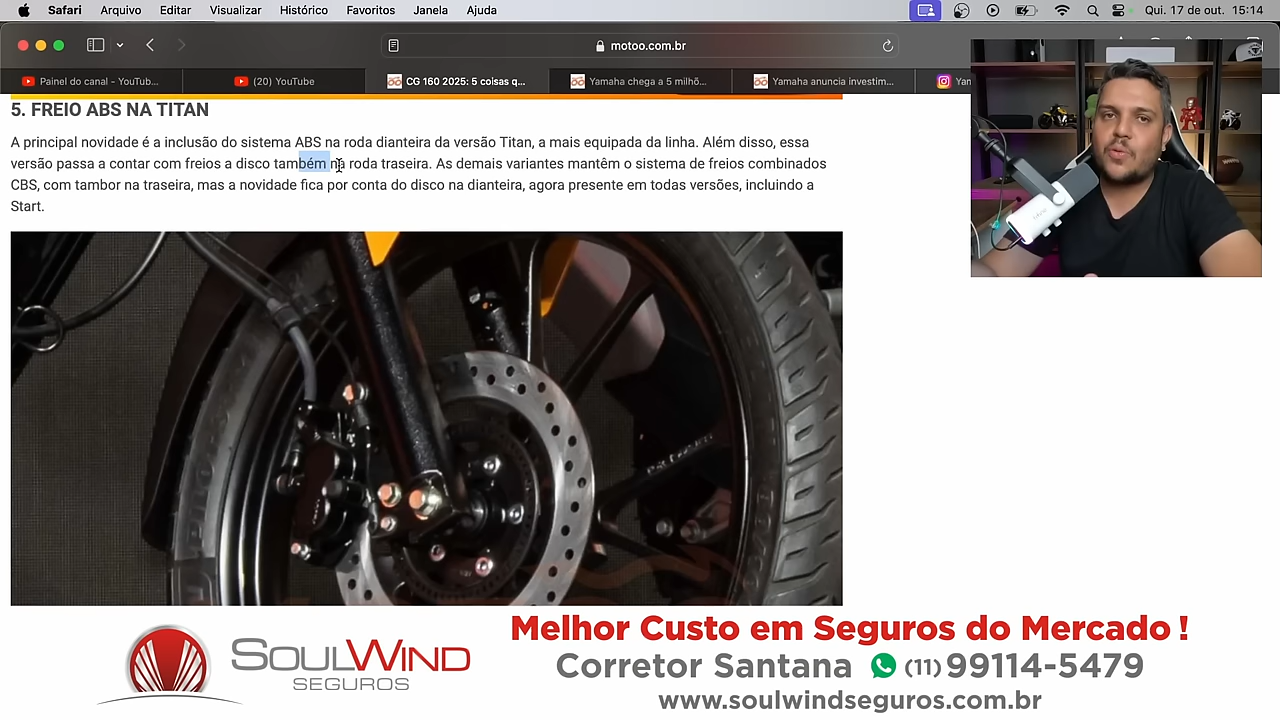 Safari Arquivo Editar Visualizar Histórico Favoritos Janela Ajuda Qui. 17 de out. 15:14
motoo.com.br
Painel do canal - YouTub... (20) YouTube CG 160 2025: 5 coisas q... Yamaha chega a 5 milhõ... Yamaha anuncia investim... Yan
5. FREIO ABS NA TITAN
A principal novidade é a inclusão do sistema ABS na roda dianteira da versão Titan, a mais equipada da linha. Além disso, essa
versão passa a contar com freios a disco também na roda traseira. As demais variantes mantêm o sistema de freios combinados
CBS, com tambor na traseira, mas a novidade fica por conta do disco na dianteira, agora presente em todas versões, incluindo a
Start.
SOULWIND
SEGUROS
Melhor Custo em Seguros do Mercado !
Corretor Santana (11) 99114-5479
www.soulwindseguros.com.br